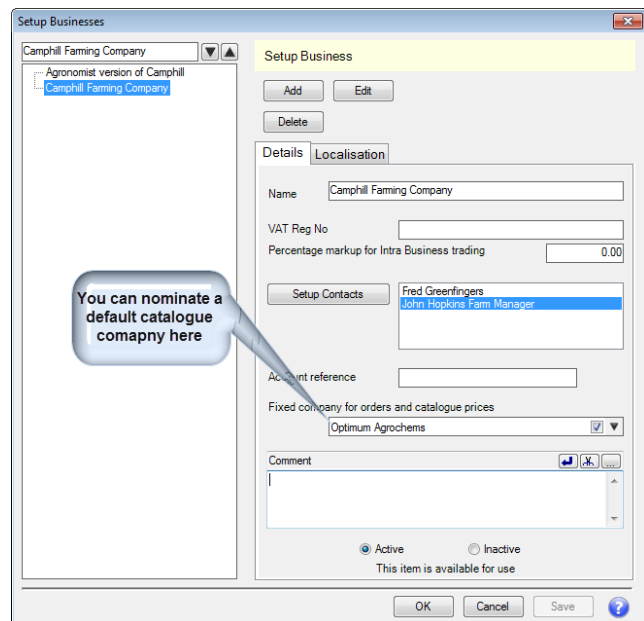 Setup Businesses
Camphill Farming Company
Agronomist version of Camphill
Camphill Farming Company
Setup Business
Add Edit
Delete
Details Localisation
Name Camphill Farming Company
VAT Reg No
Percentage markup for Intra Business trading 0.00
Setup Contacts
Fred Greenfingers
John Hopkins Farm Manager
You can nominate a
default catalogue
comapny here
Account reference
Fixed company for orders and catalogue prices
Optimum Agrochems
Comment
...
Active Inactive
This item is available for use
OK Cancel Save ?